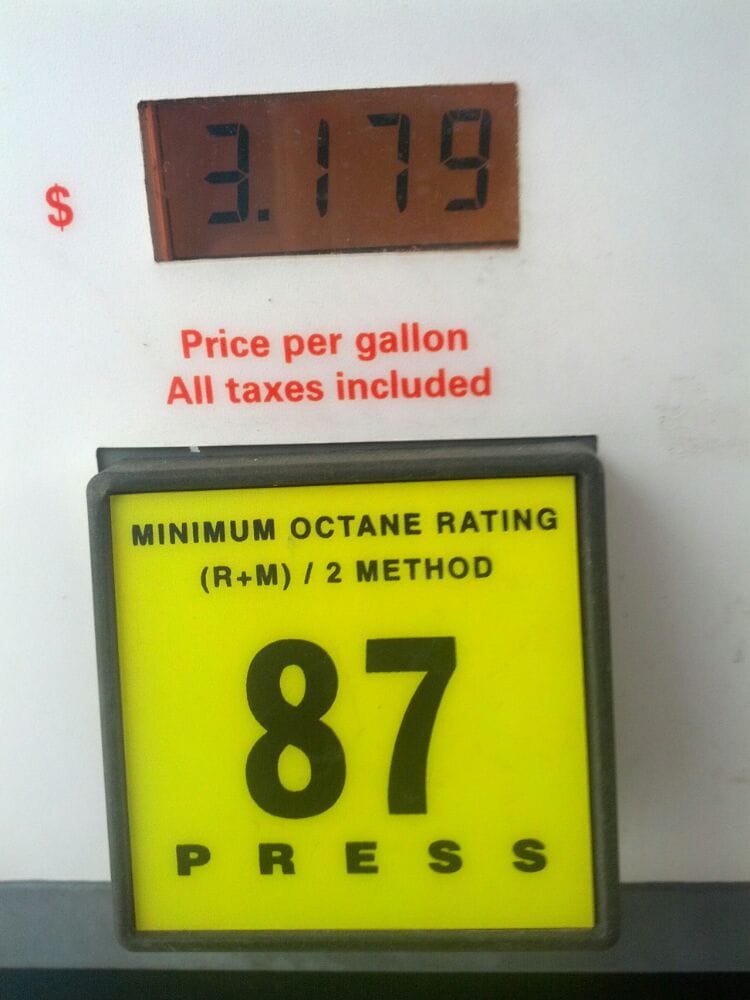 $ 3.179
Price per gallon
All taxes included
MINIMUM OCTANE RATING
(R+M) / 2 METHOD
87
PRESS